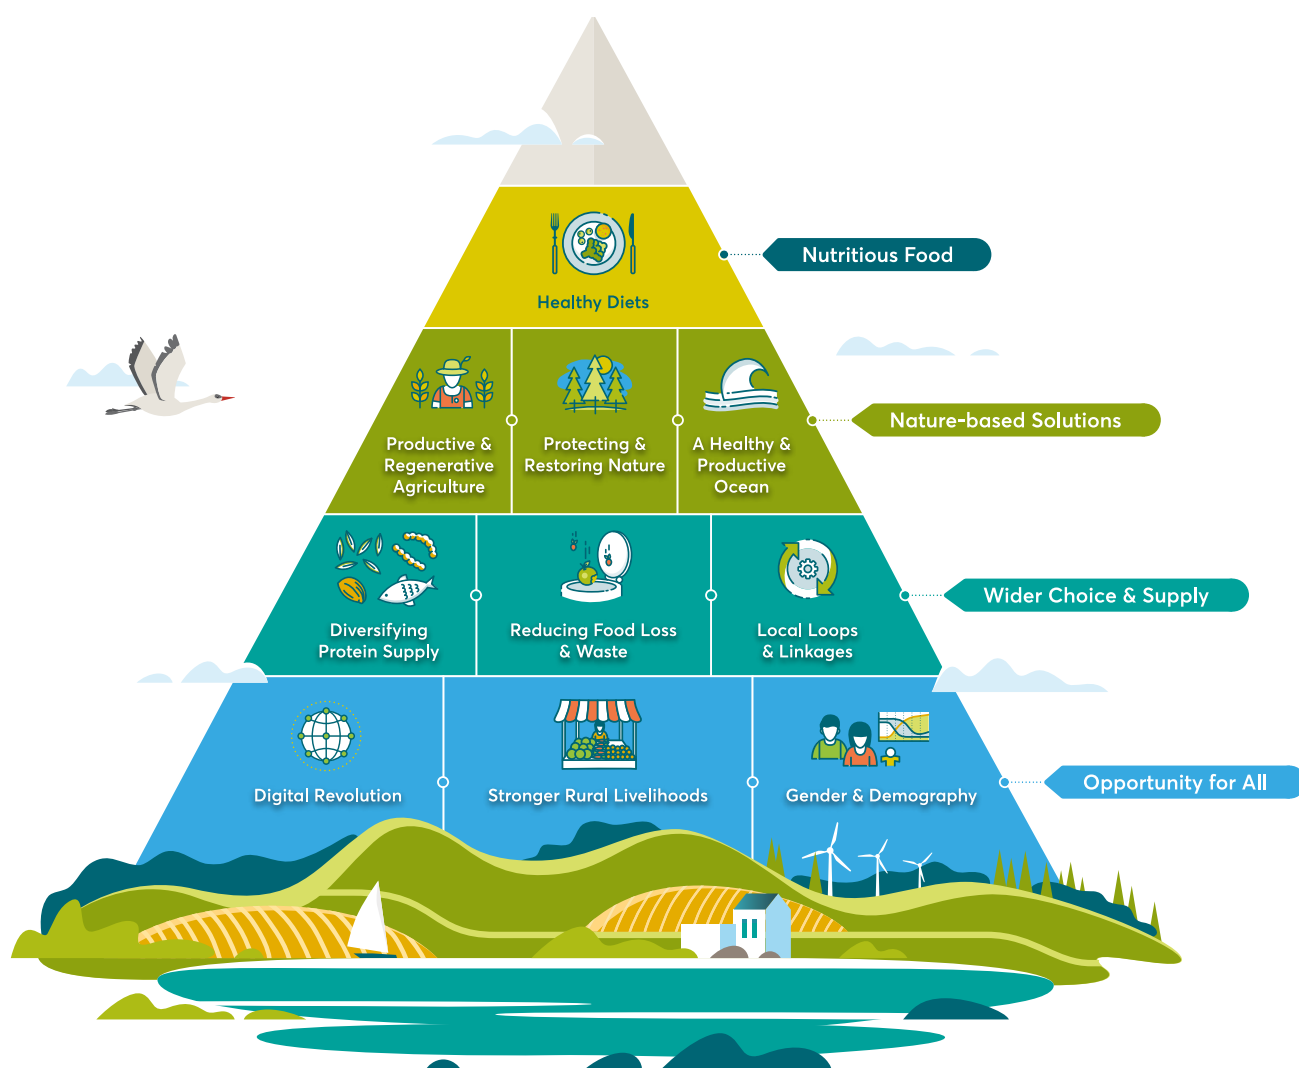 Healthy Diets
Nutritious Food
Productive &
Regenerative
Agriculture
Protecting &
Restoring Nature
A Healthy &
Productive
Ocean
Nature-based Solutions
Diversifying
Protein Supply
Reducing Food Loss
& Waste
Local Loops
& Linkages
Wider Choice & Supply
Digital Revolution
Stronger Rural Livelihoods
Gender & Demography
Opportunity for All